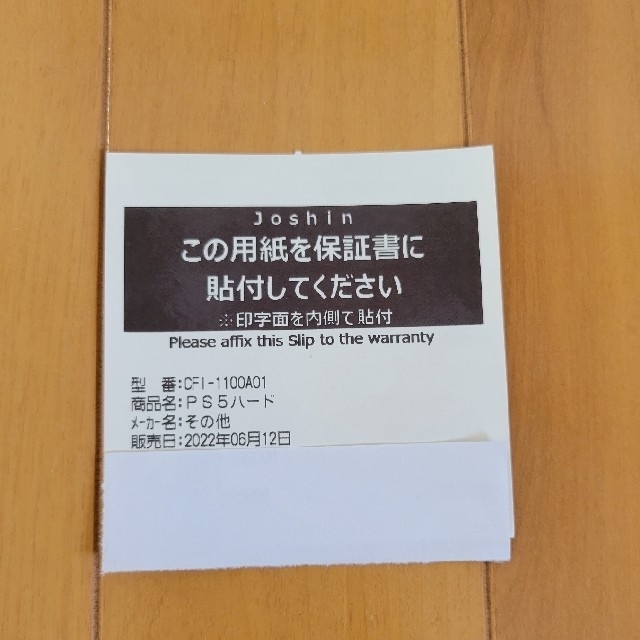 Joshin
この用紙を保証書に
貼付してください
※印字面を内側で貼付
Please affix this Slip to the warranty
型　番:CFI-1100A01
商品名:PS5ハード
ﾒｰｶｰ名:その他
販売日:2022年06月12日